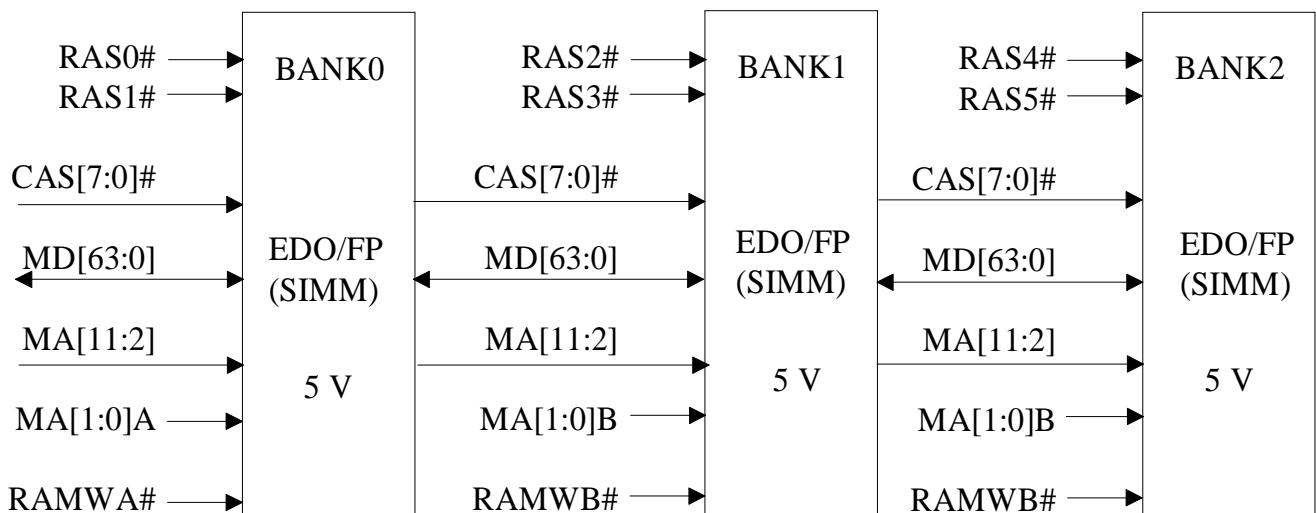 RAS0#
RAS1#
CAS[7:0]#
MD[63:0]
MA[11:2]
MA[1:0]A
RAMWA#
BANK0
EDO/FP
(SIMM)
5 V
RAS2#
RAS3#
CAS[7:0]#
MD[63:0]
MA[11:2]
MA[1:0]B
RAMWB#
BANK1
EDO/FP
(SIMM)
5 V
RAS4#
RAS5#
CAS[7:0]#
MD[63:0]
MA[11:2]
MA[1:0]B
RAMWB#
BANK2
EDO/FP
(SIMM)
5 V